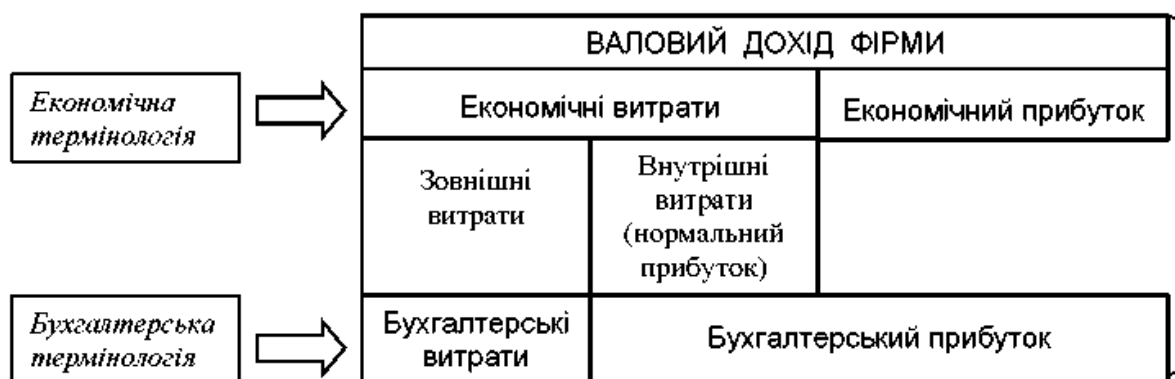 ВАЛОВИЙ ДОХІД ФІРМИ
Економічна
термінологія
Економічні витрати
Економічний прибуток
Зовнішні
витрати
Внутрішні
витрати
(нормальний
прибуток)
Бухгалтерська
термінологія
Бухгалтерські
витрати
Бухгалтерський прибуток